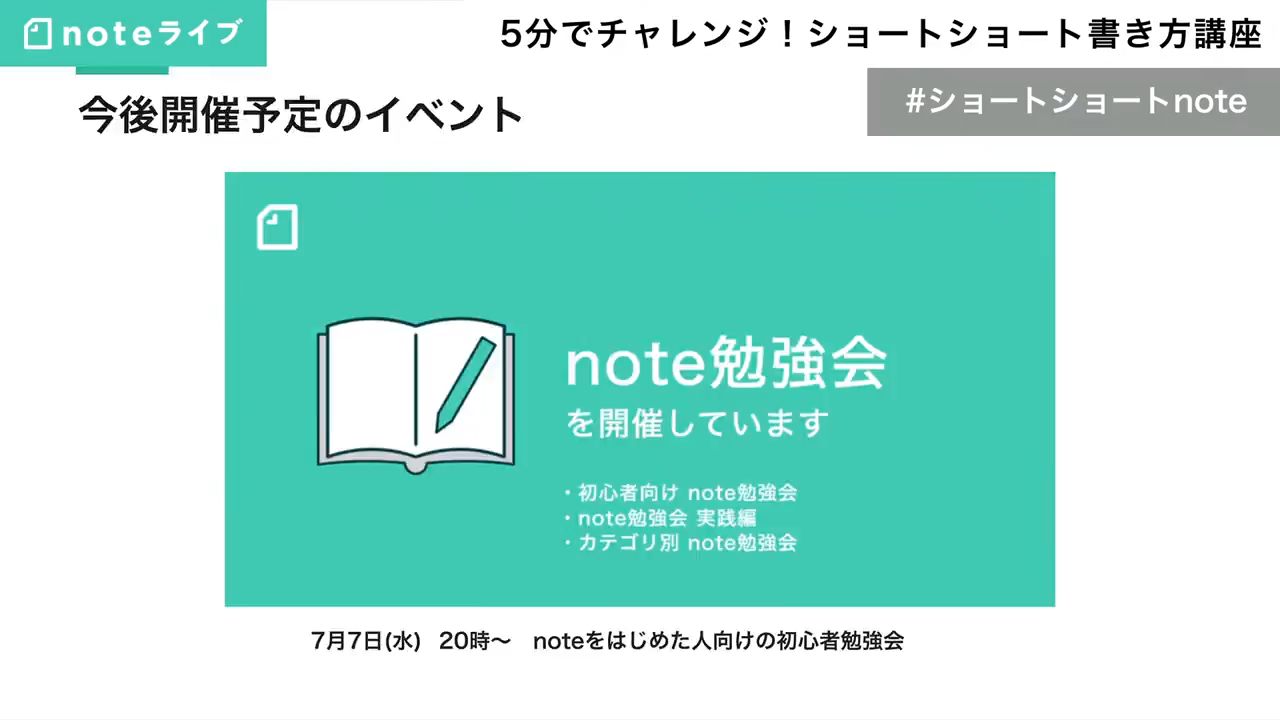 noteライブ
5分でチャレンジ！ショートショート書き方講座
#ショートショートnote
今後開催予定のイベント
note勉強会
を開催しています
・初心者向け note勉強会
・note勉強会 実践編
・カテゴリ別 note勉強会
7月7日(水) 20時〜 noteをはじめた人向けの初心者勉強会